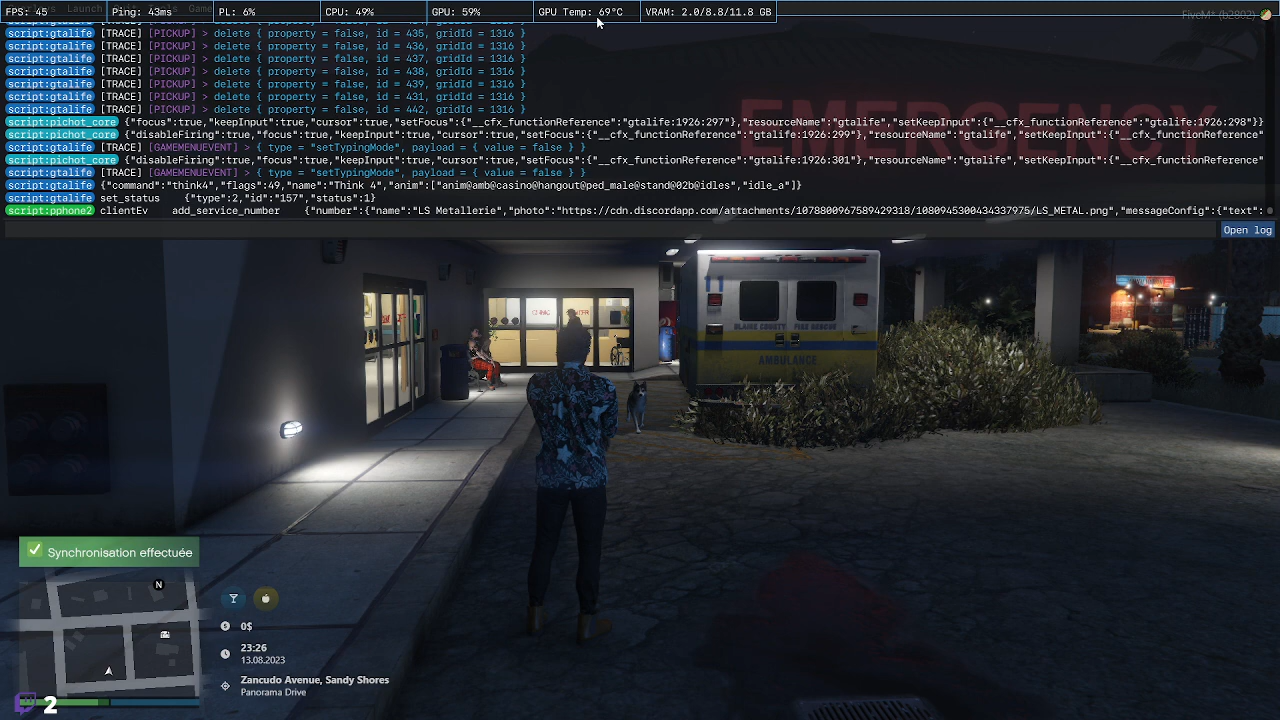 FPS: 45 Ping: 43ms PL: 6% CPU: 49% GPU: 59% GPU Temp: 69°C VRAM: 2.0/8.8/11.8 GB
FiveM* (b2802)
script:gtalife [TRACE] [PICKUP] > delete { property = false, id = 435, gridId = 1316 }
script:gtalife [TRACE] [PICKUP] > delete { property = false, id = 436, gridId = 1316 }
script:gtalife [TRACE] [PICKUP] > delete { property = false, id = 437, gridId = 1316 }
script:gtalife [TRACE] [PICKUP] > delete { property = false, id = 438, gridId = 1316 }
script:gtalife [TRACE] [PICKUP] > delete { property = false, id = 439, gridId = 1316 }
script:gtalife [TRACE] [PICKUP] > delete { property = false, id = 431, gridId = 1316 }
script:gtalife [TRACE] [PICKUP] > delete { property = false, id = 442, gridId = 1316 }
script:pichot_core {"focus":true,"keepInput":true,"cursor":true,"setFocus":{"__cfx_functionReference":"gtalife:1926:297"},"resourceName":"gtalife","setKeepInput":{"__cfx_functionReference":"gtalife:1926:298"}}
script:pichot_core {"disableFiring":true,"focus":true,"keepInput":true,"cursor":true,"setFocus":{"__cfx_functionReference":"gtalife:1926:299"},"resourceName":"gtalife","setKeepInput":{"__cfx_functionReference"
script:gtalife [TRACE] [GAMEMENUEVENT] > { type = "setTypingMode", payload = { value = false } }
script:pichot_core {"disableFiring":true,"focus":true,"keepInput":true,"cursor":true,"setFocus":{"__cfx_functionReference":"gtalife:1926:301"},"resourceName":"gtalife","setKeepInput":{"__cfx_functionReference"
script:gtalife [TRACE] [GAMEMENUEVENT] > { type = "setTypingMode", payload = { value = false } }
script:gtalife {"command":"think4","flags":49,"name":"Think 4","anim":["anim@amb@casino@hangout@ped_male@stand@02b@idles","idle_a"]}
script:gtalife set_status {"type":2,"id":"157","status":1}
script:pphone2 clientEv add_service_number {"number":{"name":"LS Metallerie","photo":"https://cdn.discordapp.com/attachments/1078800967589429318/1080945300434337975/LS_METAL.png","messageConfig":{"text":
Open log
EMERGENCY
11
BLAINE COUNTY FIRE RESCUE
AMBULANCE
Synchronisation effectuée
N
0$
23:26
13.08.2023
Zancudo Avenue, Sandy Shores
Panorama Drive
2